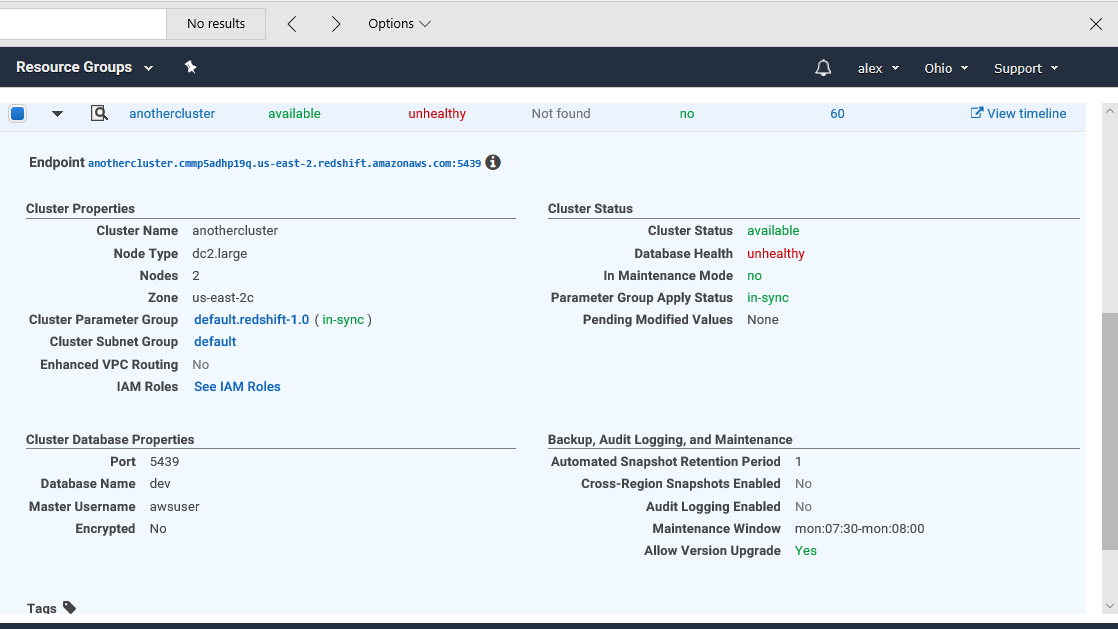 No results Options
Resource Groups alex Ohio Support
anothercluster available unhealthy Not found no 60 View timeline
Endpoint anothercluster.cmmp5adhp19q.us-east-2.redshift.amazonaws.com:5439
Cluster Properties
Cluster Name anothercluster
Node Type dc2.large
Nodes 2
Zone us-east-2c
Cluster Parameter Group default.redshift-1.0 ( in-sync )
Cluster Subnet Group default
Enhanced VPC Routing No
IAM Roles See IAM Roles
Cluster Status
Cluster Status available
Database Health unhealthy
In Maintenance Mode no
Parameter Group Apply Status in-sync
Pending Modified Values None
Cluster Database Properties
Port 5439
Database Name dev
Master Username awsuser
Encrypted No
Backup, Audit Logging, and Maintenance
Automated Snapshot Retention Period 1
Cross-Region Snapshots Enabled No
Audit Logging Enabled No
Maintenance Window mon:07:30-mon:08:00
Allow Version Upgrade Yes
Tags